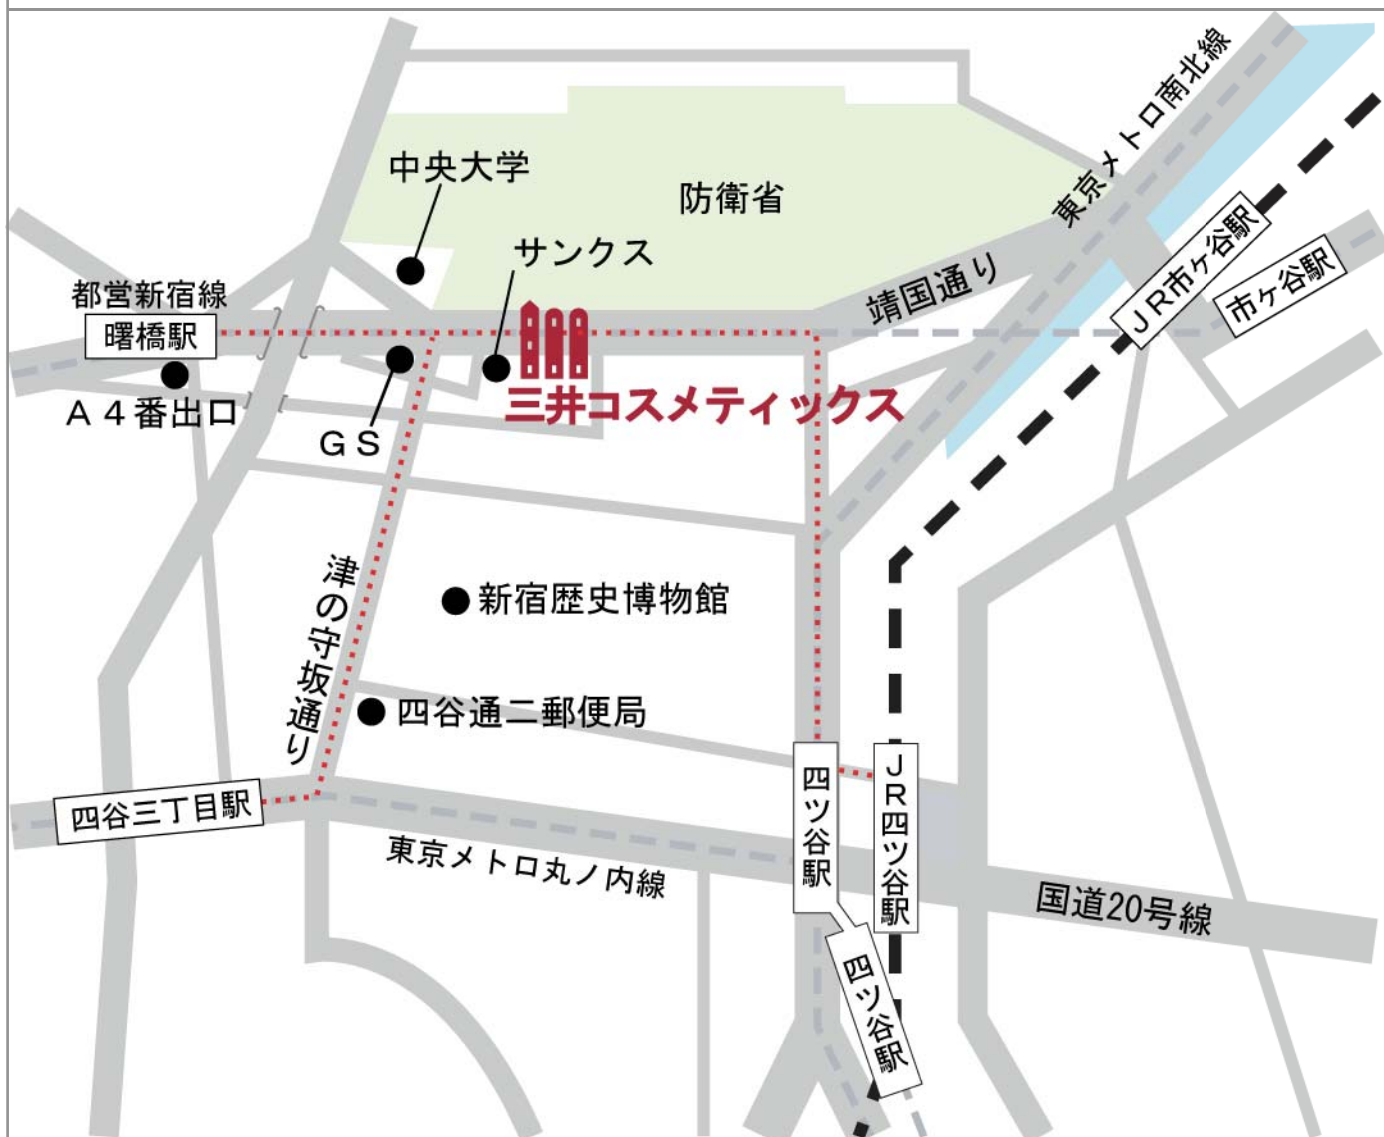 東京メトロ南北線
中央大学
防衛省
サンクス
靖国通り
JR市ヶ谷駅
市ヶ谷駅
都営新宿線
曙橋駅
A4番出口
GS
三井コスメティックス
津の守坂通り
新宿歴史博物館
四谷通二郵便局
四谷三丁目駅
東京メトロ丸ノ内線
四ツ谷駅
JR四ツ谷駅
四ツ谷駅
国道20号線